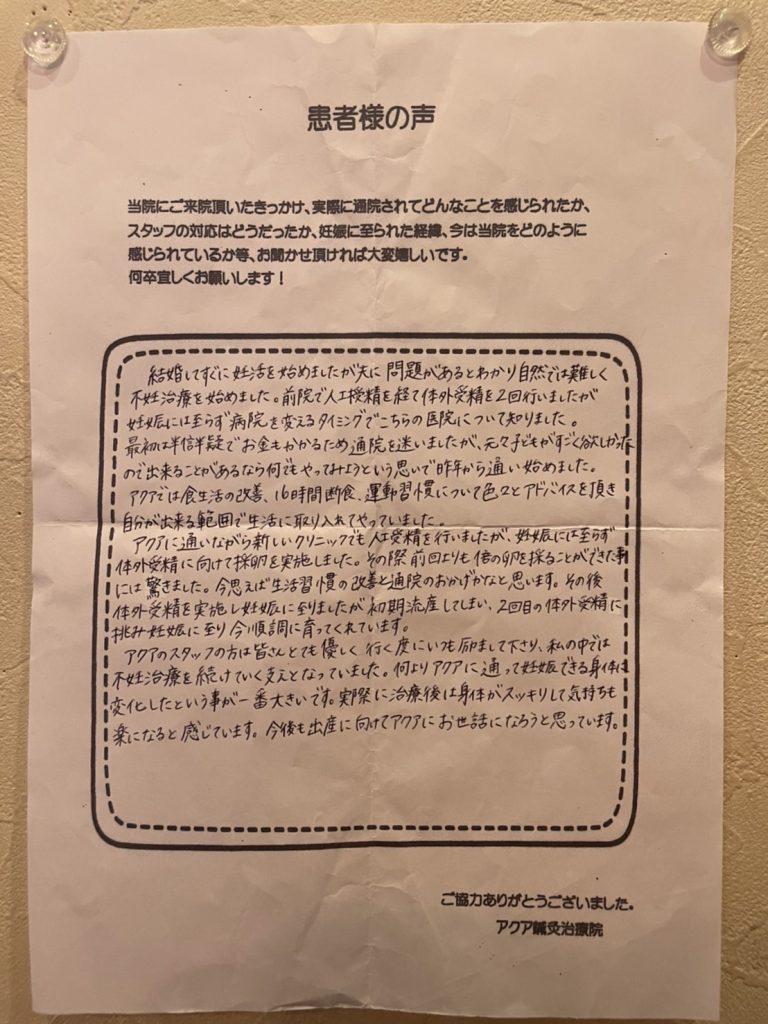 患者様の声
当院にご来院頂いたきっかけ、実際に通院されてどんなことを感じられたか、
スタッフの対応はどうだったか、妊娠に至られた経緯、今は当院をどのように
感じられているか等、お聞かせ頂ければ大変嬉しいです。
何卒宜しくお願いします！
結婚してすぐに妊活を始めましたが夫に問題があるとわかり自然では難しく
不妊治療を始めました。前院で人工授精を経て体外受精を2回行いましたが
妊娠には至らず病院を変えるタイミングでこちらの医院について知りました。
最初は半信半疑でお金もかかるため通院を迷いましたが、元々子どもがすごく欲しかった
ので出来ることがあるなら何でもやってみようという思いで昨年から通い始めました。
アクアでは食生活の改善、16時間断食、運動習慣について色々とアドバイスを頂き
自分が出来る範囲で生活に取り入れてやっていました。
アクアに通いながら新しいクリニックでも人工受精を行いましたが、妊娠には至らず
体外受精に向けて採卵を実施しました。その際前回よりも倍の卵を採ることができた事
には驚きました。今思えば生活習慣の改善と通院のおかげかなと思います。その後
体外受精を実施し妊娠に到りましたが初期流産してしまい、2回目の体外受精に
挑み妊娠に至り今順調に育ってくれています。
アクアのスタッフの方は皆さんとても優しく行く度にいつも励まして下さり、私の中では
不妊治療を続けていく支えとなっていました。何よりアクアに通って妊娠できる身体に
変化したという事が一番大きいです。実際に治療後は身体がスッキリして気持ちも
楽になると感じています。今後も出産に向けてアクアにお世話になろうと思っています。
ご協力ありがとうございました。
アクア鍼灸治療院